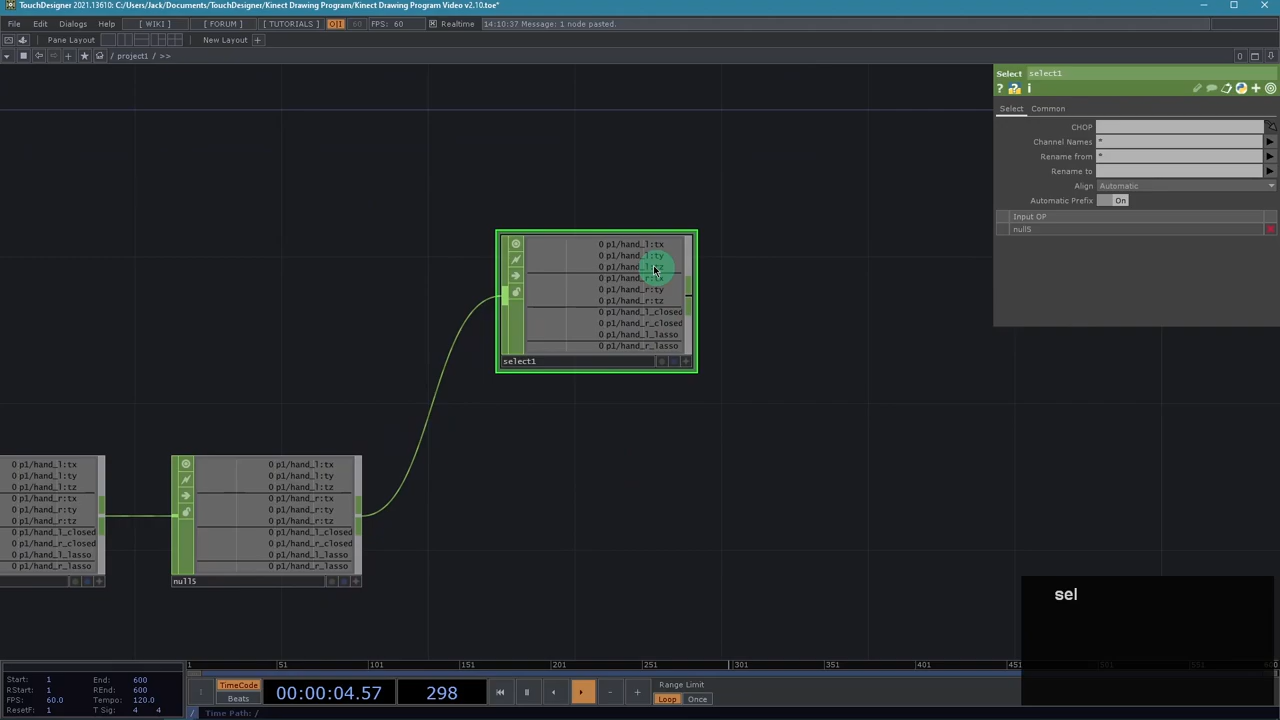 TouchDesigner 2021.13610: C:/Users/Jack/Documents/TouchDesigner/Kinect Drawing Program/Kinect Drawing Program Video v2.10.toe*
File Edit Dialogs Help [ WIKI ] [ FORUM ] [ TUTORIALS ] O|I 60 FPS: 60 Realtime 14:10:37 Message: 1 node pasted.
Pane Layout New Layout +
/ project1 / >> 0
Select select1
? i
Select Common
CHOP
Channel Names *
Rename from *
Rename to
Align Automatic
Automatic Prefix On
Input OP
null5
0 p1/hand_l:tx
0 p1/hand_l:ty
0 p1/hand_l:tz
0 p1/hand_r:tx
0 p1/hand_r:ty
0 p1/hand_r:tz
0 p1/hand_l_closed
0 p1/hand_r_closed
0 p1/hand_l_lasso
0 p1/hand_r_lasso
select1
0 p1/hand_l:tx
0 p1/hand_l:ty
0 p1/hand_l:tz
0 p1/hand_r:tx
0 p1/hand_r:ty
0 p1/hand_r:tz
0 p1/hand_l_closed
0 p1/hand_r_closed
0 p1/hand_l_lasso
0 p1/hand_r_lasso
0 p1/hand_l:tx
0 p1/hand_l:ty
0 p1/hand_l:tz
0 p1/hand_r:tx
0 p1/hand_r:ty
0 p1/hand_r:tz
0 p1/hand_l_closed
0 p1/hand_r_closed
0 p1/hand_l_lasso
0 p1/hand_r_lasso
null5
sel
1 51 101 151 201 251 301 351 401 451 501 551 600
Start: 1 End: 600
RStart: 1 REnd: 600
FPS: 60.0 Tempo: 120.0
ResetF: 1 T Sig: 4 4
TimeCode
Beats
00:00:04.57
298
Range Limit
Loop Once
/ Time Path: /